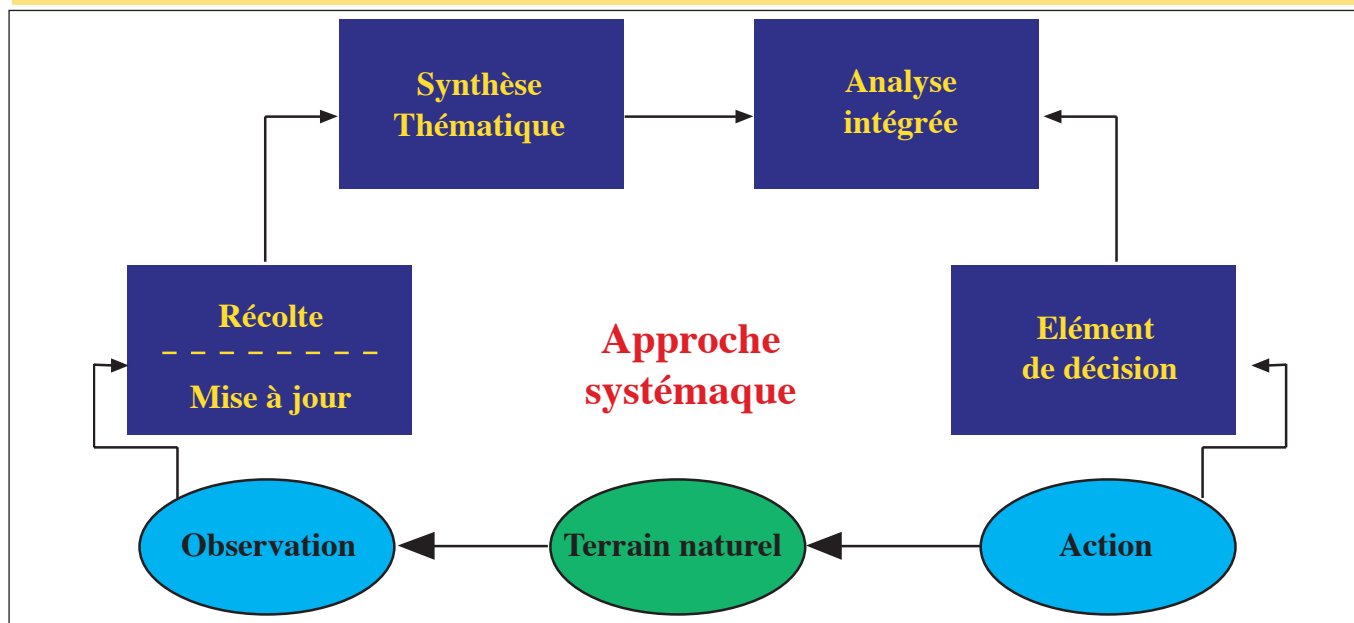 Synthèse
Thématique
Analyse
intégrée
Récolte
Mise à jour
Approche
systémaque
Elément
de décision
Observation
Terrain naturel
Action